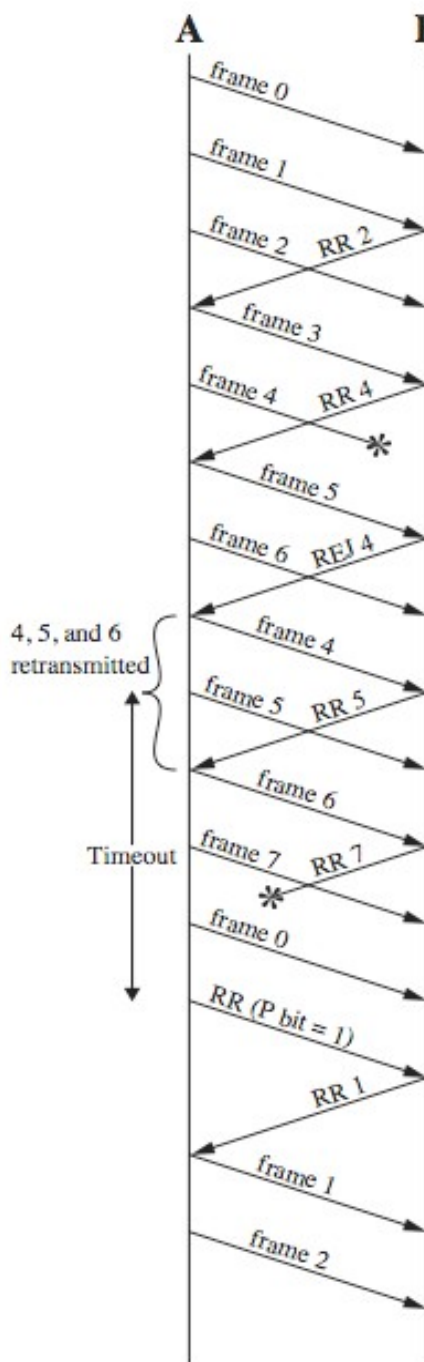 A
frame 0
frame 1
frame 2
RR 2
frame 3
frame 4
RR 4
*
frame 5
frame 6
REJ 4
4, 5, and 6
retransmitted
frame 4
frame 5
RR 5
frame 6
Timeout
frame 7
RR 7
*
frame 0
RR (P bit = 1)
RR 1
frame 1
frame 2